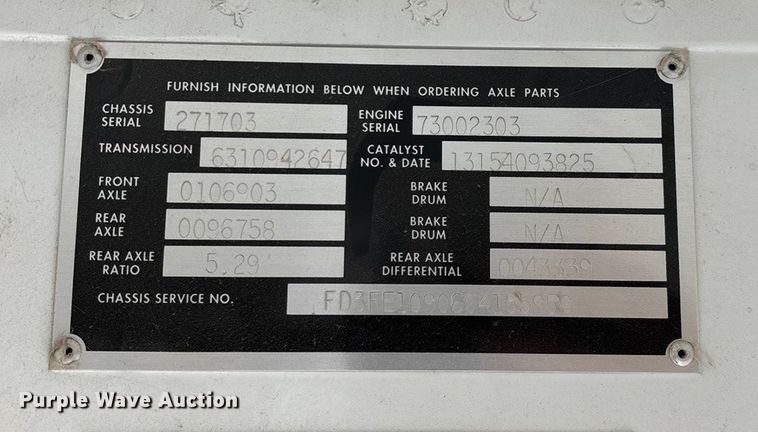 FURNISH INFORMATION BELOW WHEN ORDERING AXLE PARTS
CHASSIS SERIAL 271703 ENGINE SERIAL 73002303
TRANSMISSION 6310942647 CATALYST NO. & DATE 13154093825
FRONT AXLE 0106903 BRAKE DRUM N/A
REAR AXLE 0096758 BRAKE DRUM N/A
REAR AXLE RATIO 5.29 REAR AXLE DIFFERENTIAL 0043339
CHASSIS SERVICE NO.
Purple Wave Auction